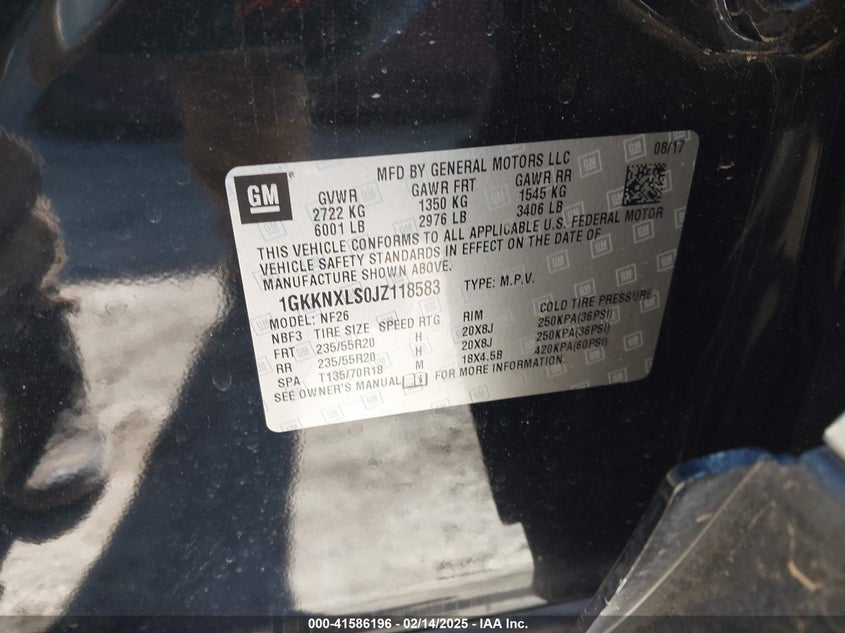 GM
MFD BY GENERAL MOTORS LLC
08/17
GVWR GAWR FRT GAWR RR
2722 KG 1350 KG 1545 KG
6001 LB 2976 LB 3406 LB
THIS VEHICLE CONFORMS TO ALL APPLICABLE U.S. FEDERAL MOTOR
VEHICLE SAFETY STANDARDS IN EFFECT ON THE DATE OF
MANUFACTURE SHOWN ABOVE.
1GKKNXLS0JZ118583 TYPE: M.P.V.
MODEL: NF26
NBF3 TIRE SIZE SPEED RTG RIM COLD TIRE PRESSURE
FRT 235/55R20 H 20X8J 250KPA(36PSI)
RR 235/55R20 H 20X8J 250KPA(36PSI)
SPA T135/70R18 M 18X4.5B 420KPA(60PSI)
SEE OWNER'S MANUAL FOR MORE INFORMATION.
000-41586196 - 02/14/2025 - IAA Inc.